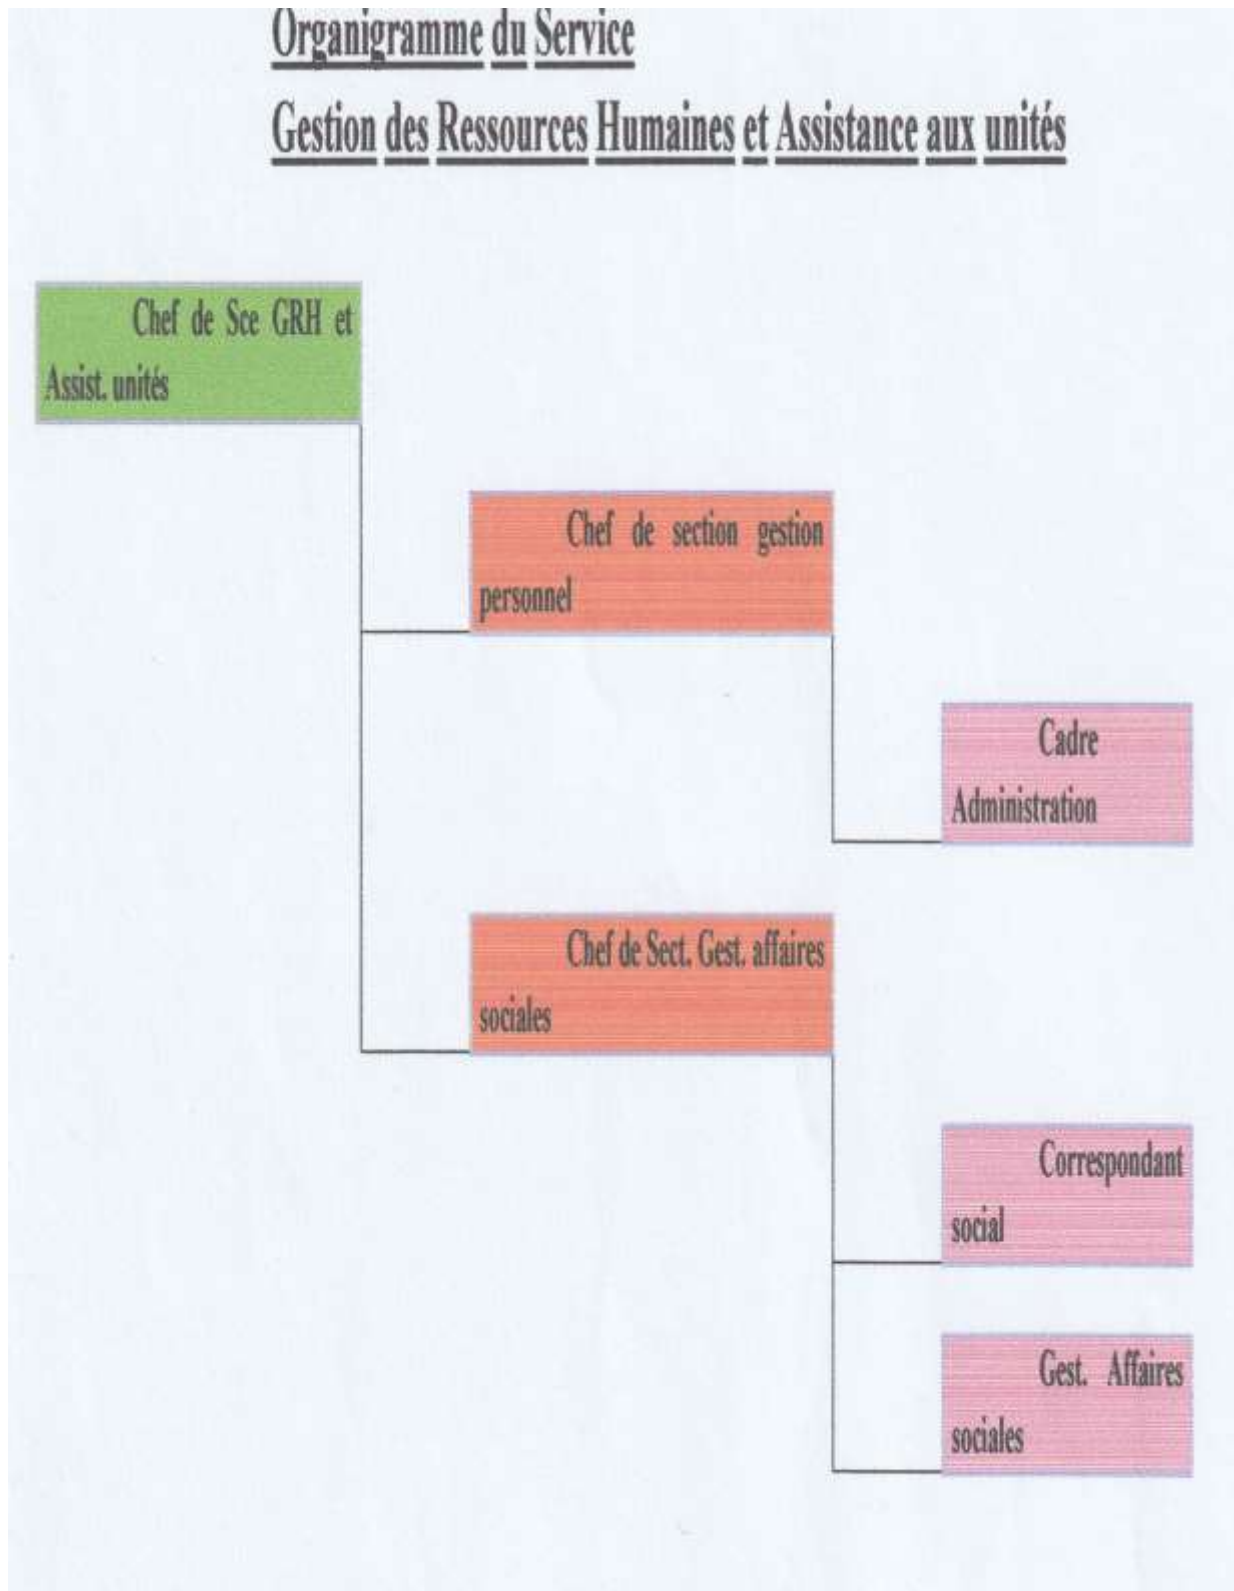 Organigramme du Service
Gestion des Ressources Humaines et Assistance aux unités
Chef de Sce GRH et
Assist. unités
Chef de section gestion
personnel
Cadre
Administration
Chef de Sect. Gest. affaires
sociales
Correspondant
social
Gest. Affaires
sociales